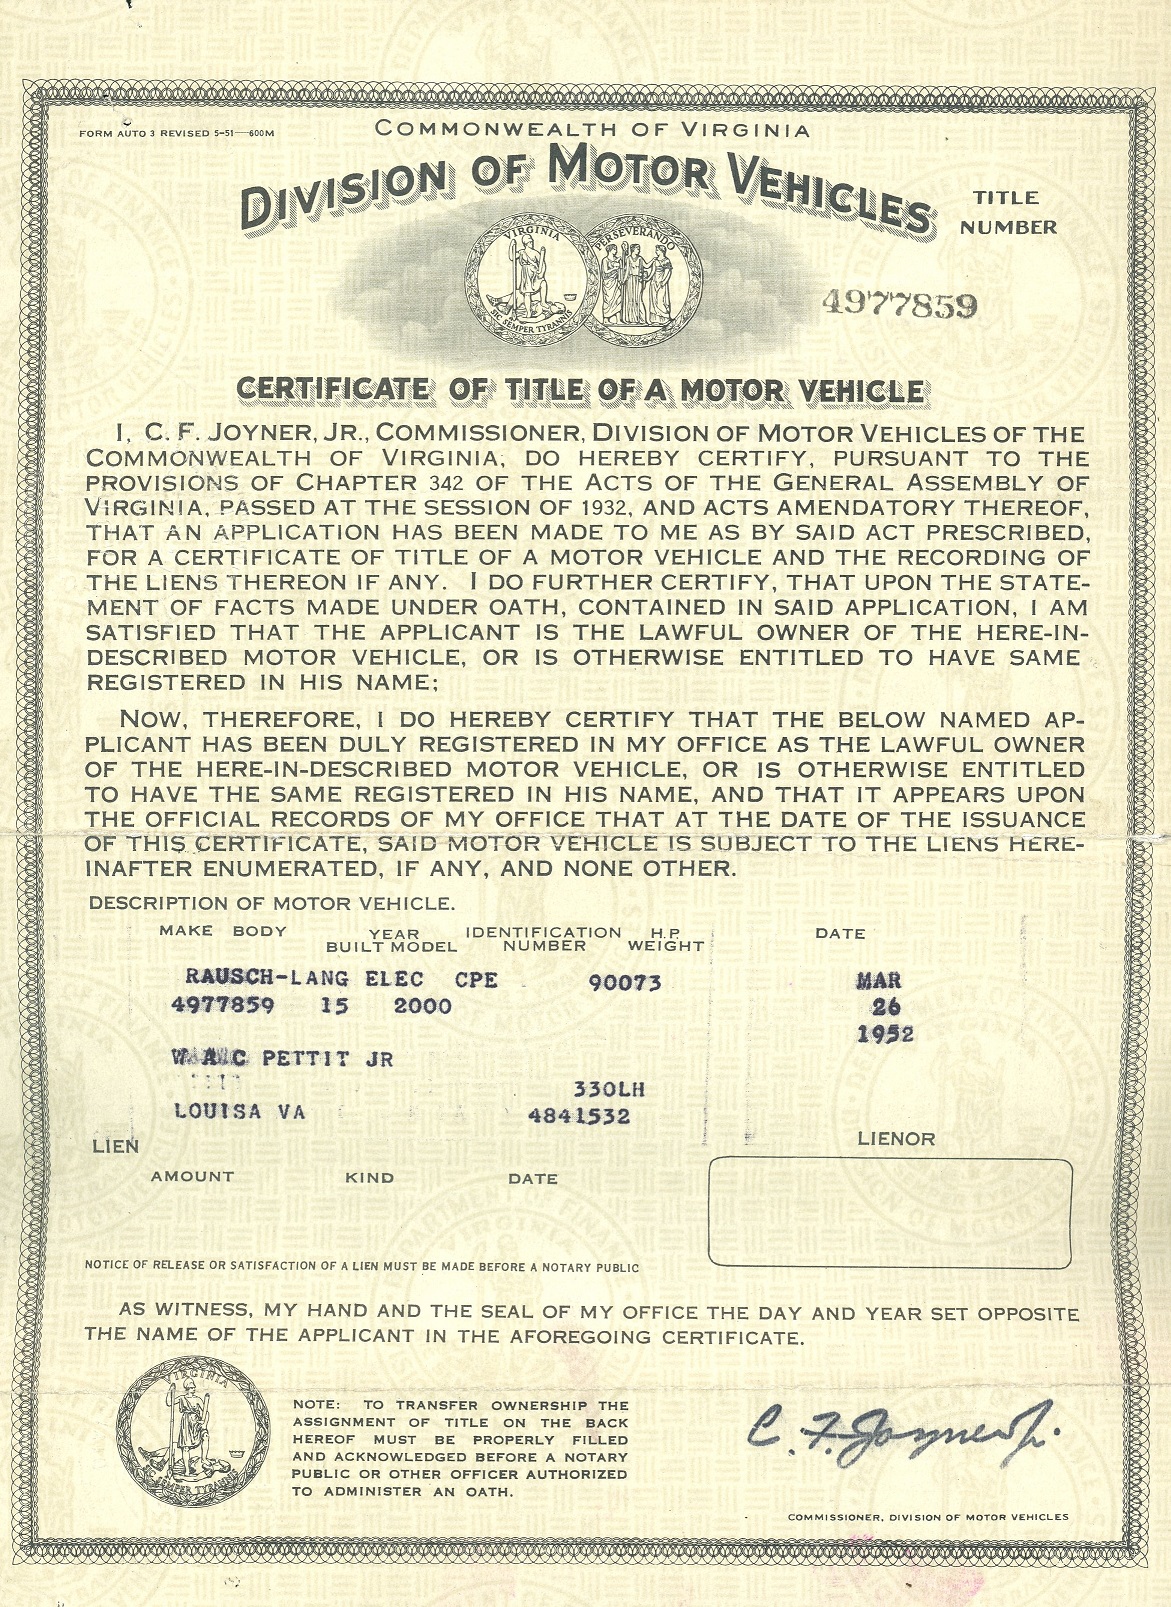 FORM AUTO 3 REVISED 5-51—600M
COMMONWEALTH OF VIRGINIA
DIVISION OF MOTOR VEHICLES
TITLE
NUMBER
VIRGINIA
SIC SEMPER TYRANNIS
PERSEVERANDO
4977859
CERTIFICATE OF TITLE OF A MOTOR VEHICLE
I, C. F. JOYNER, JR., COMMISSIONER, DIVISION OF MOTOR VEHICLES OF THE
COMMONWEALTH OF VIRGINIA, DO HEREBY CERTIFY, PURSUANT TO THE
PROVISIONS OF CHAPTER 342 OF THE ACTS OF THE GENERAL ASSEMBLY OF
VIRGINIA, PASSED AT THE SESSION OF 1932, AND ACTS AMENDATORY THEREOF,
THAT AN APPLICATION HAS BEEN MADE TO ME AS BY SAID ACT PRESCRIBED,
FOR A CERTIFICATE OF TITLE OF A MOTOR VEHICLE AND THE RECORDING OF
THE LIENS THEREON IF ANY. I DO FURTHER CERTIFY, THAT UPON THE STATE-
MENT OF FACTS MADE UNDER OATH, CONTAINED IN SAID APPLICATION, I AM
SATISFIED THAT THE APPLICANT IS THE LAWFUL OWNER OF THE HERE-IN-
DESCRIBED MOTOR VEHICLE, OR IS OTHERWISE ENTITLED TO HAVE SAME
REGISTERED IN HIS NAME;
NOW, THEREFORE, I DO HEREBY CERTIFY THAT THE BELOW NAMED AP-
PLICANT HAS BEEN DULY REGISTERED IN MY OFFICE AS THE LAWFUL OWNER
OF THE HERE-IN-DESCRIBED MOTOR VEHICLE, OR IS OTHERWISE ENTITLED
TO HAVE THE SAME REGISTERED IN HIS NAME, AND THAT IT APPEARS UPON
THE OFFICIAL RECORDS OF MY OFFICE THAT AT THE DATE OF THE ISSUANCE
OF THIS CERTIFICATE, SAID MOTOR VEHICLE IS SUBJECT TO THE LIENS HERE-
INAFTER ENUMERATED, IF ANY, AND NONE OTHER.
DESCRIPTION OF MOTOR VEHICLE.
MAKE BODY YEAR IDENTIFICATION H.P. DATE
BUILT MODEL NUMBER WEIGHT
RAUSCH-LANG ELEC CPE 90073 MAR
4977859 15 2000 26
1952
W A C PETTIT JR
330LH
LOUISA VA 4841532
LIEN LIENOR
AMOUNT KIND DATE
NOTICE OF RELEASE OR SATISFACTION OF A LIEN MUST BE MADE BEFORE A NOTARY PUBLIC
AS WITNESS, MY HAND AND THE SEAL OF MY OFFICE THE DAY AND YEAR SET OPPOSITE
THE NAME OF THE APPLICANT IN THE AFOREGOING CERTIFICATE.
VIRGINIA
SIC SEMPER TYRANNIS
NOTE: TO TRANSFER OWNERSHIP THE
ASSIGNMENT OF TITLE ON THE BACK
HEREOF MUST BE PROPERLY FILLED
AND ACKNOWLEDGED BEFORE A NOTARY
PUBLIC OR OTHER OFFICER AUTHORIZED
TO ADMINISTER AN OATH.
C. F. Joyner Jr.
COMMISSIONER, DIVISION OF MOTOR VEHICLES